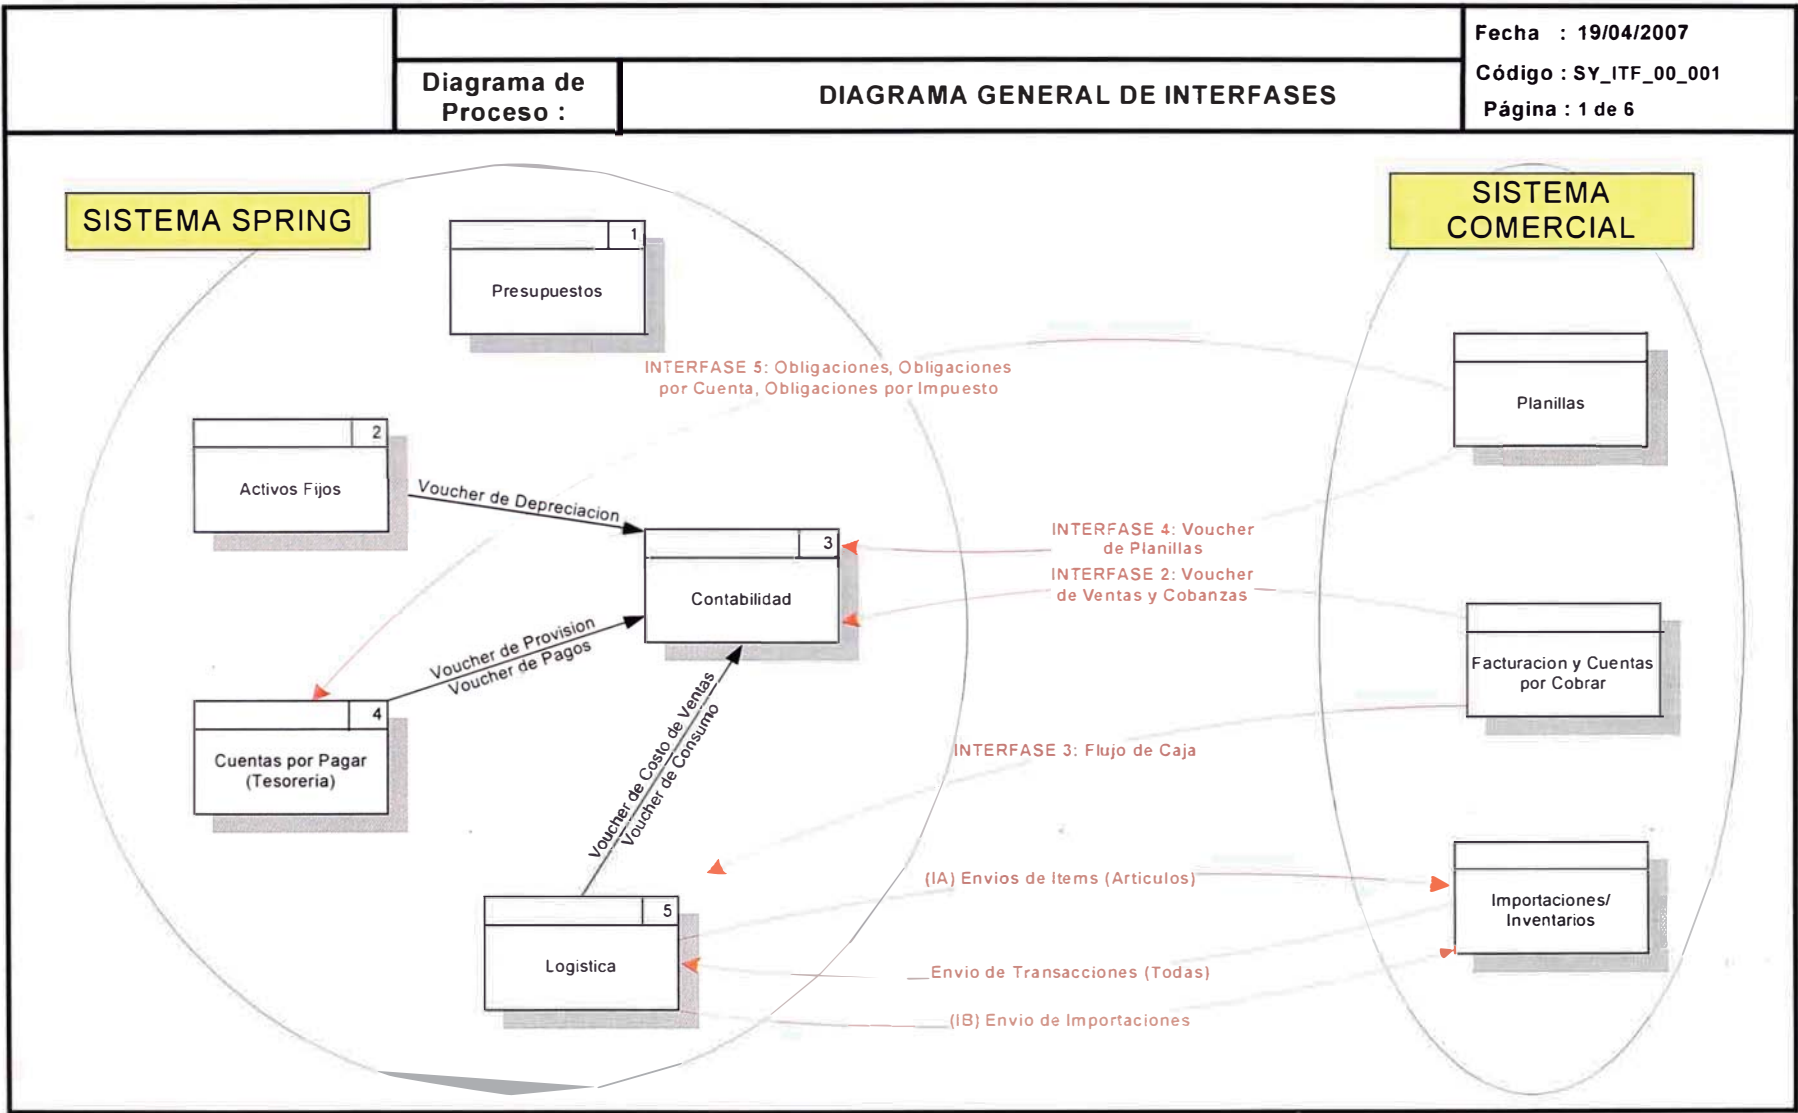 Fecha : 19/04/2007
Código : SY_ITF_00_001
Página : 1 de 6
Diagrama de
Proceso :
DIAGRAMA GENERAL DE INTERFASES
SISTEMA SPRING
SISTEMA
COMERCIAL
1
Presupuestos
INTERFASE 5: Obligaciones, Obligaciones
por Cuenta, Obligaciones por Impuesto
Planillas
2
Activos Fijos
Voucher de Depreciacion
3
Contabilidad
INTERFASE 4: Voucher
de Planillas
INTERFASE 2: Voucher
de Ventas y Cobanzas
Voucher de Provision
Voucher de Pagos
Facturacion y Cuentas
por Cobrar
4
Cuentas por Pagar
(Tesoreria)
Voucher de Costo de Ventas
Voucher de Consumo
INTERFASE 3: Flujo de Caja
(IA) Envios de Items (Articulos)
Importaciones/
Inventarios
5
Logistica
Envio de Transacciones (Todas)
(IB) Envio de Importaciones